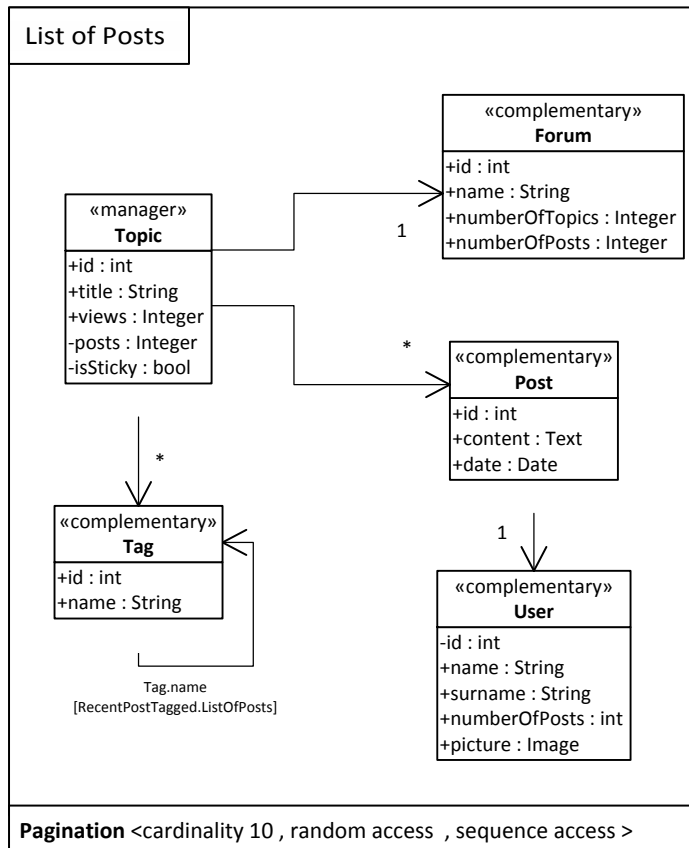 List of Posts
«complementary»
Forum
+id : int
+name : String
+numberOfTopics : Integer
+numberOfPosts : Integer
«manager»
Topic
+id : int
+title : String
+views : Integer
-posts : Integer
-isSticky : bool
1
*
«complementary»
Post
+id : int
+content : Text
+date : Date
*
«complementary»
Tag
+id : int
+name : String
1
«complementary»
User
-id : int
+name : String
+surname : String
+numberOfPosts : int
+picture : Image
Tag.name
[RecentPostTagged.ListOfPosts]
Pagination <cardinality 10 , random access , sequence access >